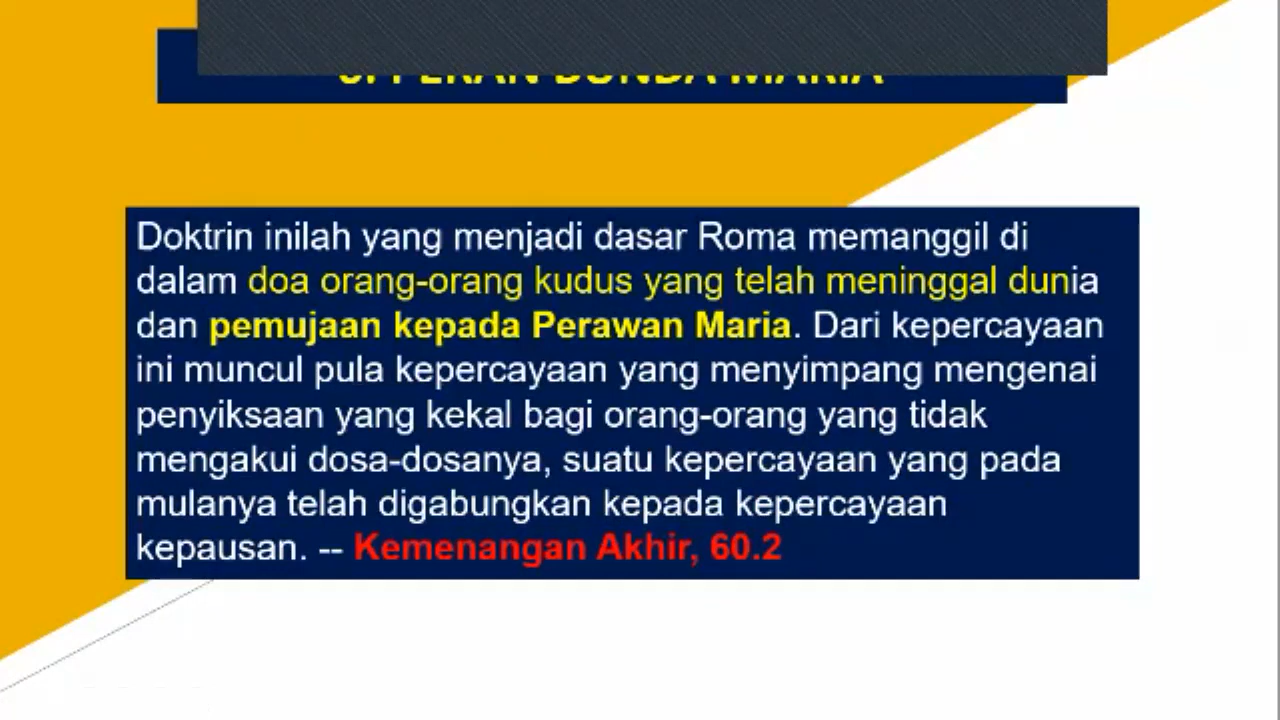 BUNDA MARIA
Doktrin inilah yang menjadi dasar Roma memanggil di
dalam doa orang-orang kudus yang telah meninggal dunia
dan pemujaan kepada Perawan Maria. Dari kepercayaan
ini muncul pula kepercayaan yang menyimpang mengenai
penyiksaan yang kekal bagi orang-orang yang tidak
mengakui dosa-dosanya, suatu kepercayaan yang pada
mulanya telah digabungkan kepada kepercayaan
kepausan. -- Kemenangan Akhir, 60.2